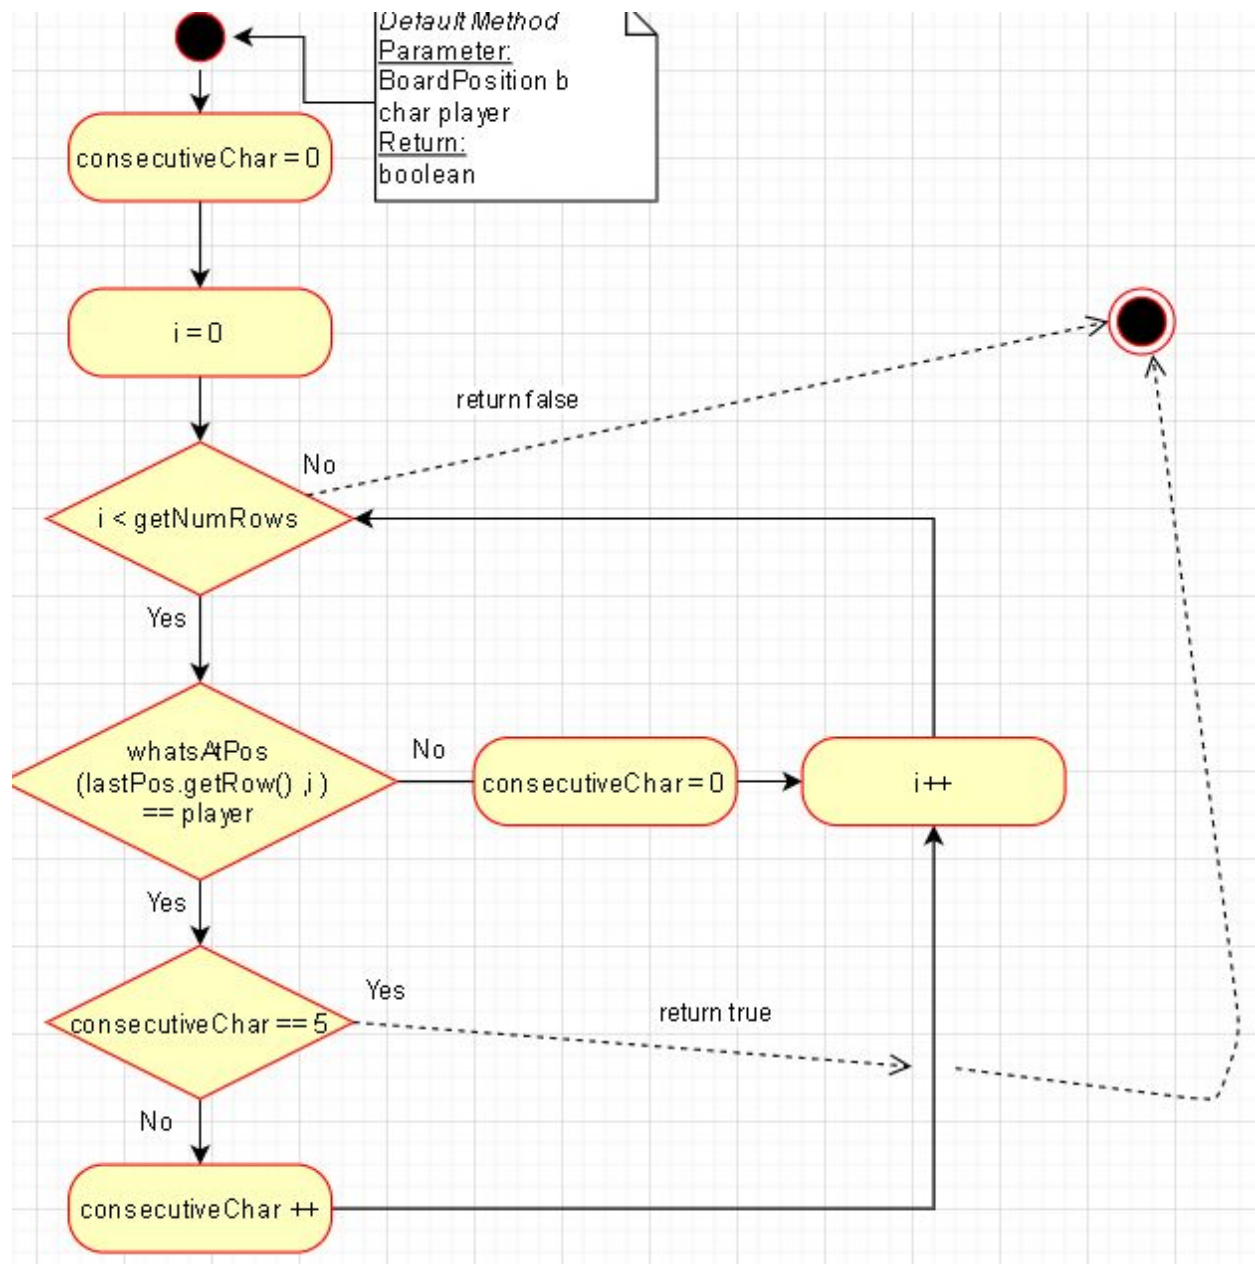 Default Method
Parameter:
BoardPosition b
char player
Return:
boolean
consecutiveChar = 0
i = 0
return false
No
i < getNumRows
Yes
whatsAtPos
(lastPos.getRow() ,i )
== player
No
consecutiveChar = 0
i ++
Yes
consecutiveChar == 5
Yes
return true
No
consecutiveChar ++